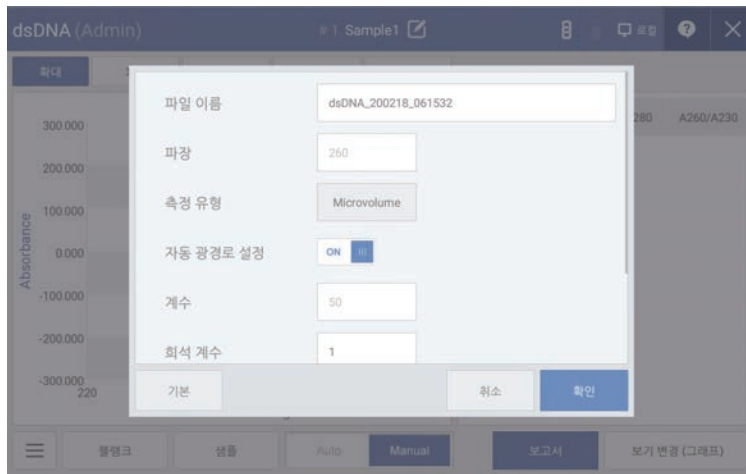 dsDNA (Admin)
# 1 Sample1
로컬
확대
280 A260/A230
파일 이름 dsDNA_200218_061532
파장 260
측정 유형 Microvolume
자동 광경로 설정 ON
계수 50
희석 계수 1
기본 취소 확인
Absorbance
300.000
200.000
100.000
0.000
-100.000
-200.000
-300.000
220
블랭크 샘플 Auto Manual 보고서 보기 변경 (그래프)